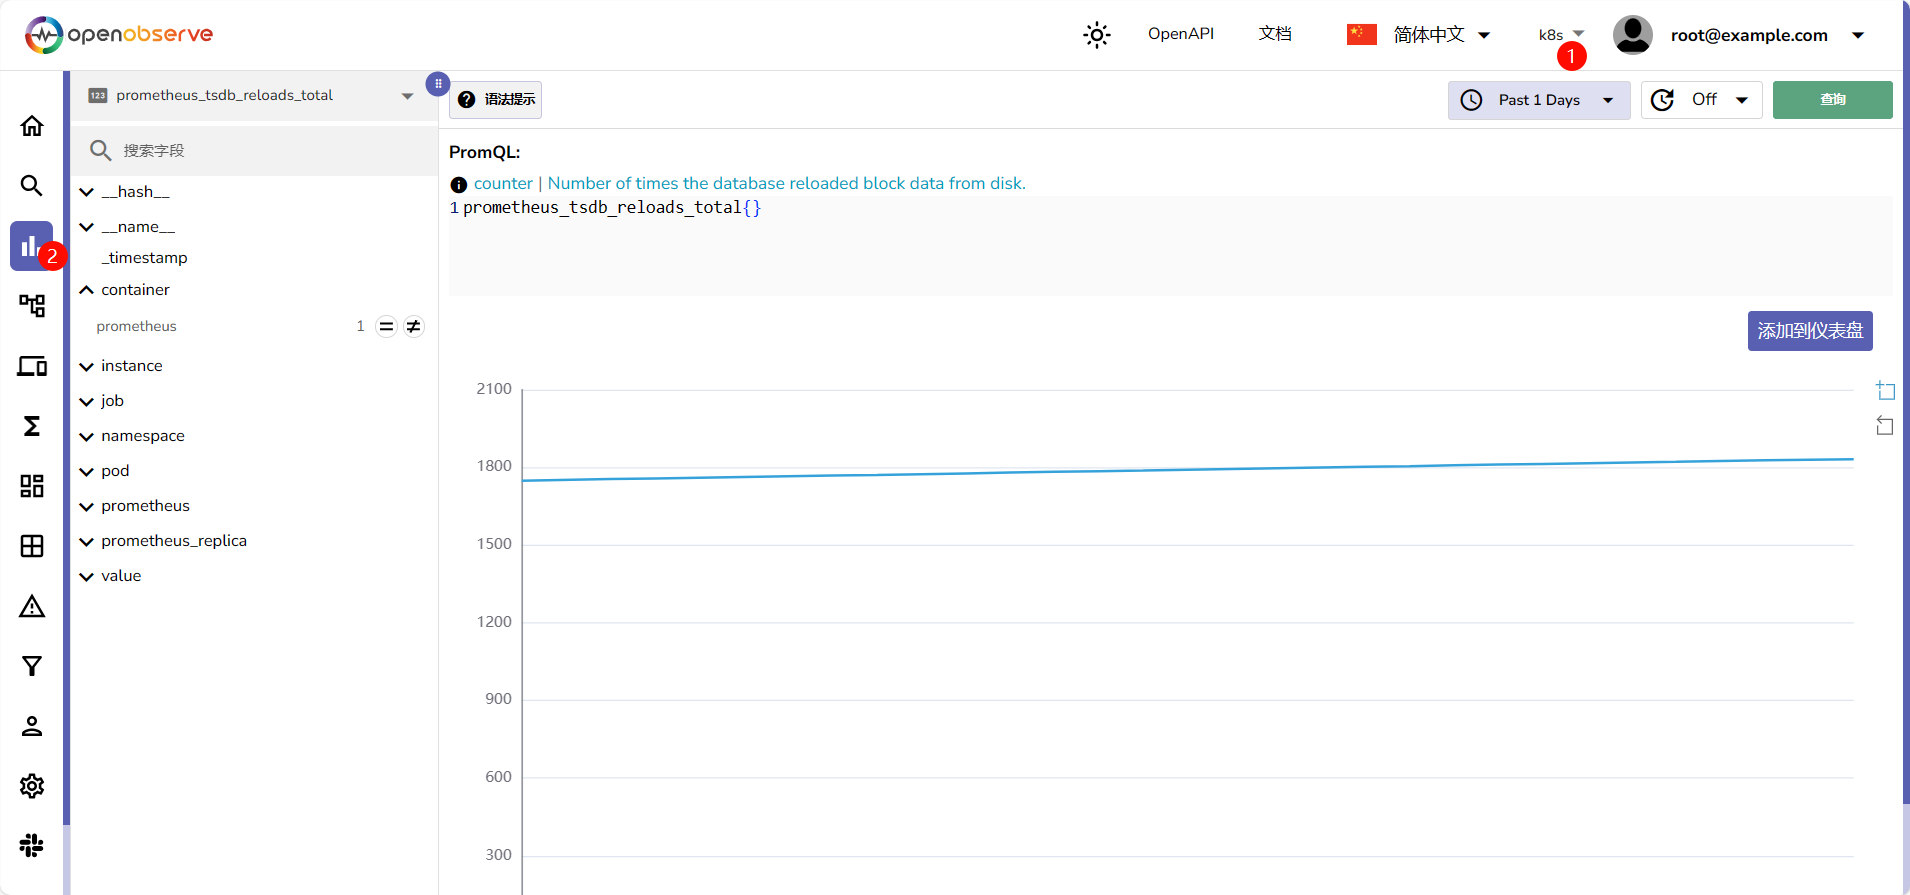 openobserve
OpenAPI
文档
简体中文
k8s
1
root@example.com
123
prometheus_tsdb_reloads_total
语法提示
Past 1 Days
Off
查询
搜索字段
__hash__
__name__
_timestamp
container
prometheus
1
instance
job
namespace
pod
prometheus
prometheus_replica
value
2
PromQL:
counter | Number of times the database reloaded block data from disk.
1 prometheus_tsdb_reloads_total{}
添加到仪表盘
2100
1800
1500
1200
900
600
300